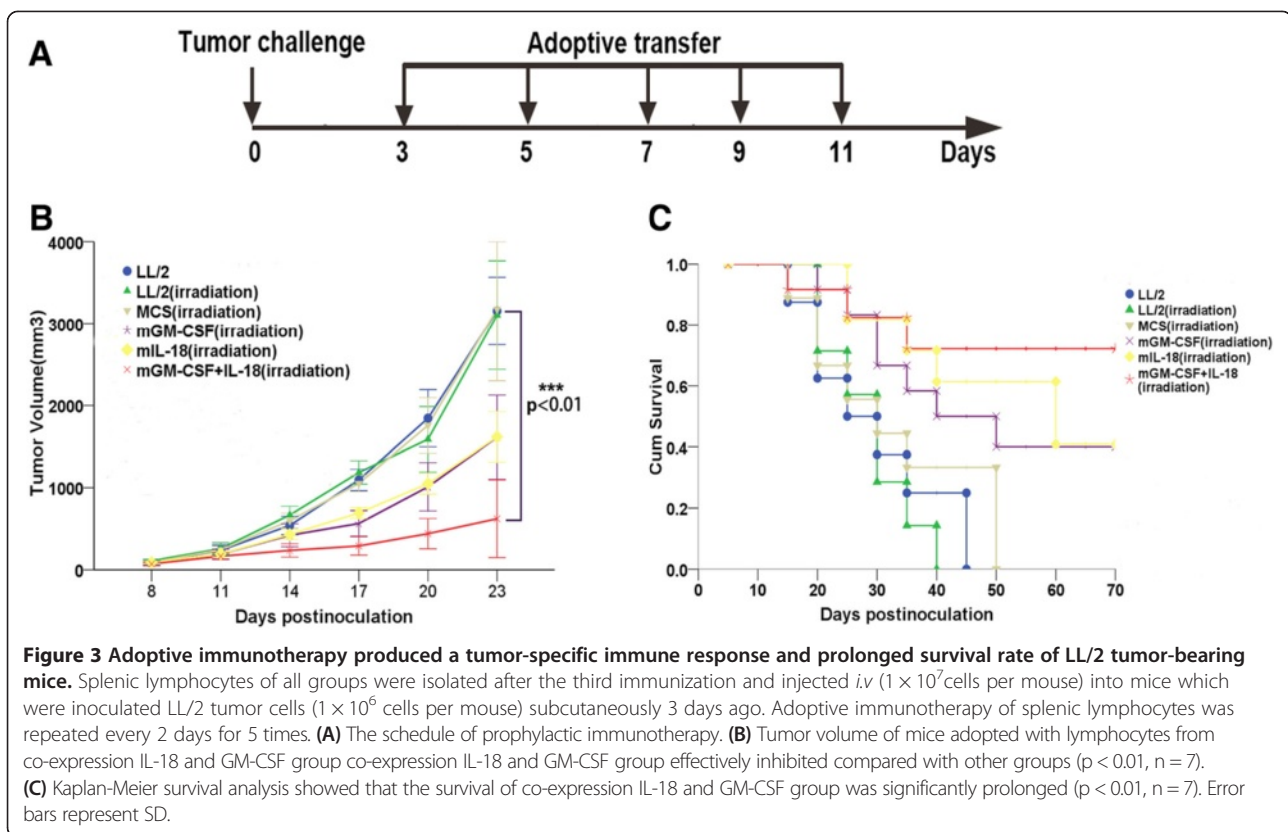 A
Tumor challenge
Adoptive transfer
0 3 5 7 9 11 Days
B
4000
3000
2000
1000
0
Tumor Volume(mm3)
LL/2
LL/2(irradiation)
MCS(irradiation)
mGM-CSF(irradiation)
mIL-18(irradiation)
mGM-CSF+IL-18(irradiation)
***
p<0.01
8 11 14 17 20 23
Days postinoculation
C
1.0
0.8
0.6
0.4
0.2
0.0
Cum Survival
LL/2
LL/2(irradiation)
MCS(irradiation)
mGM-CSF(irradiation)
mIL-18(irradiation)
mGM-CSF+IL-18
(irradiation)
0 10 20 30 40 50 60 70
Days postinoculation
Figure 3 Adoptive immunotherapy produced a tumor-specific immune response and prolonged survival rate of LL/2 tumor-bearing
mice. Splenic lymphocytes of all groups were isolated after the third immunization and injected i.v (1 × 10⁷cells per mouse) into mice which
were inoculated LL/2 tumor cells (1 × 10⁶ cells per mouse) subcutaneously 3 days ago. Adoptive immunotherapy of splenic lymphocytes was
repeated every 2 days for 5 times. (A) The schedule of prophylactic immunotherapy. (B) Tumor volume of mice adopted with lymphocytes from
co-expression IL-18 and GM-CSF group co-expression IL-18 and GM-CSF group effectively inhibited compared with other groups (p < 0.01, n = 7).
(C) Kaplan-Meier survival analysis showed that the survival of co-expression IL-18 and GM-CSF group was significantly prolonged (p < 0.01, n = 7). Error
bars represent SD.